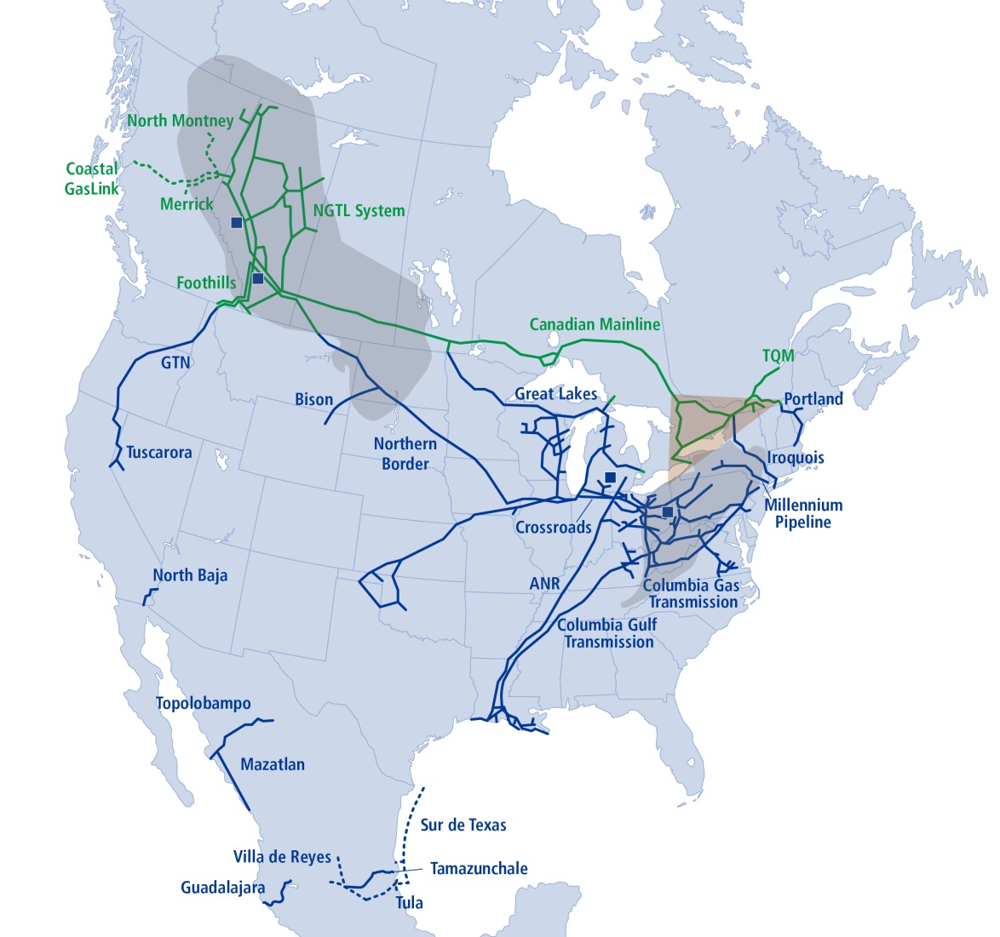 North Montney
Coastal
GasLink
Merrick
NGTL System
Foothills
Canadian Mainline
TQM
GTN
Great Lakes
Portland
Bison
Northern
Border
Tuscarora
Iroquois
Millennium
Pipeline
Crossroads
North Baja
ANR
Columbia Gas
Transmission
Columbia Gulf
Transmission
Topolobampo
Mazatlan
Sur de Texas
Villa de Reyes
Tamazunchale
Guadalajara
Tula